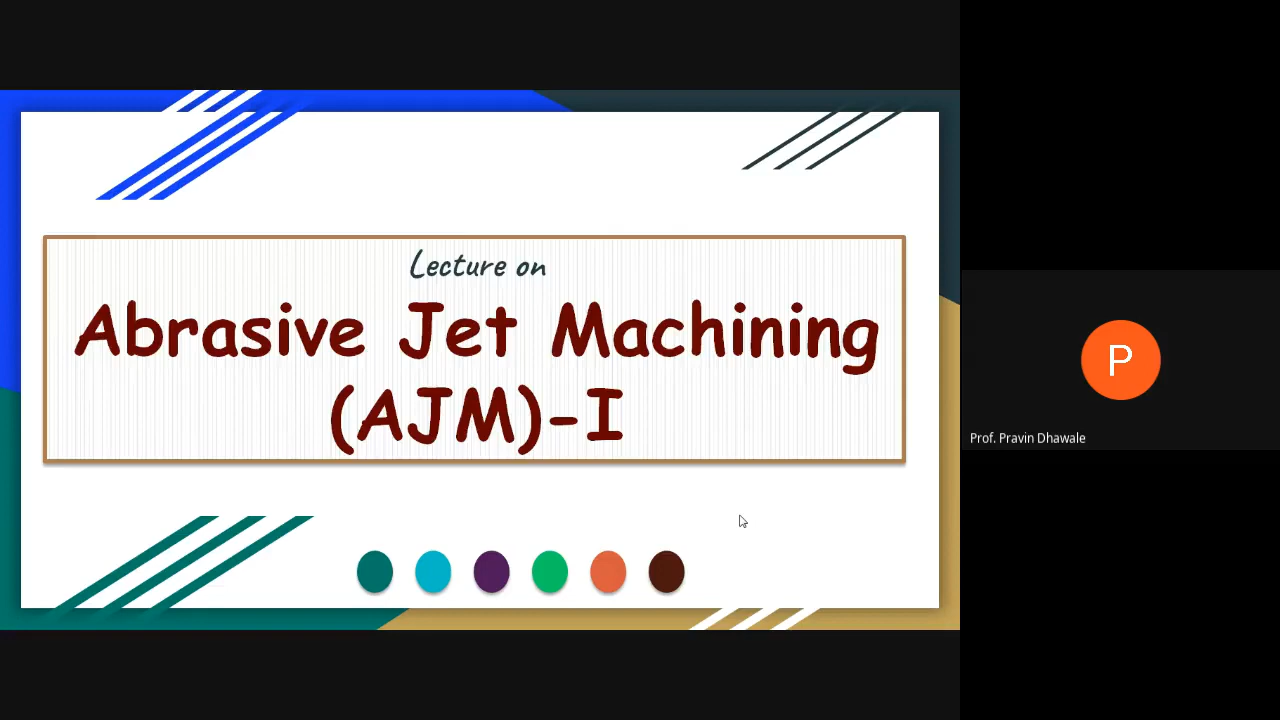 Lecture on
Abrasive Jet Machining
(AJM)-I
P
Prof. Pravin Dhawale